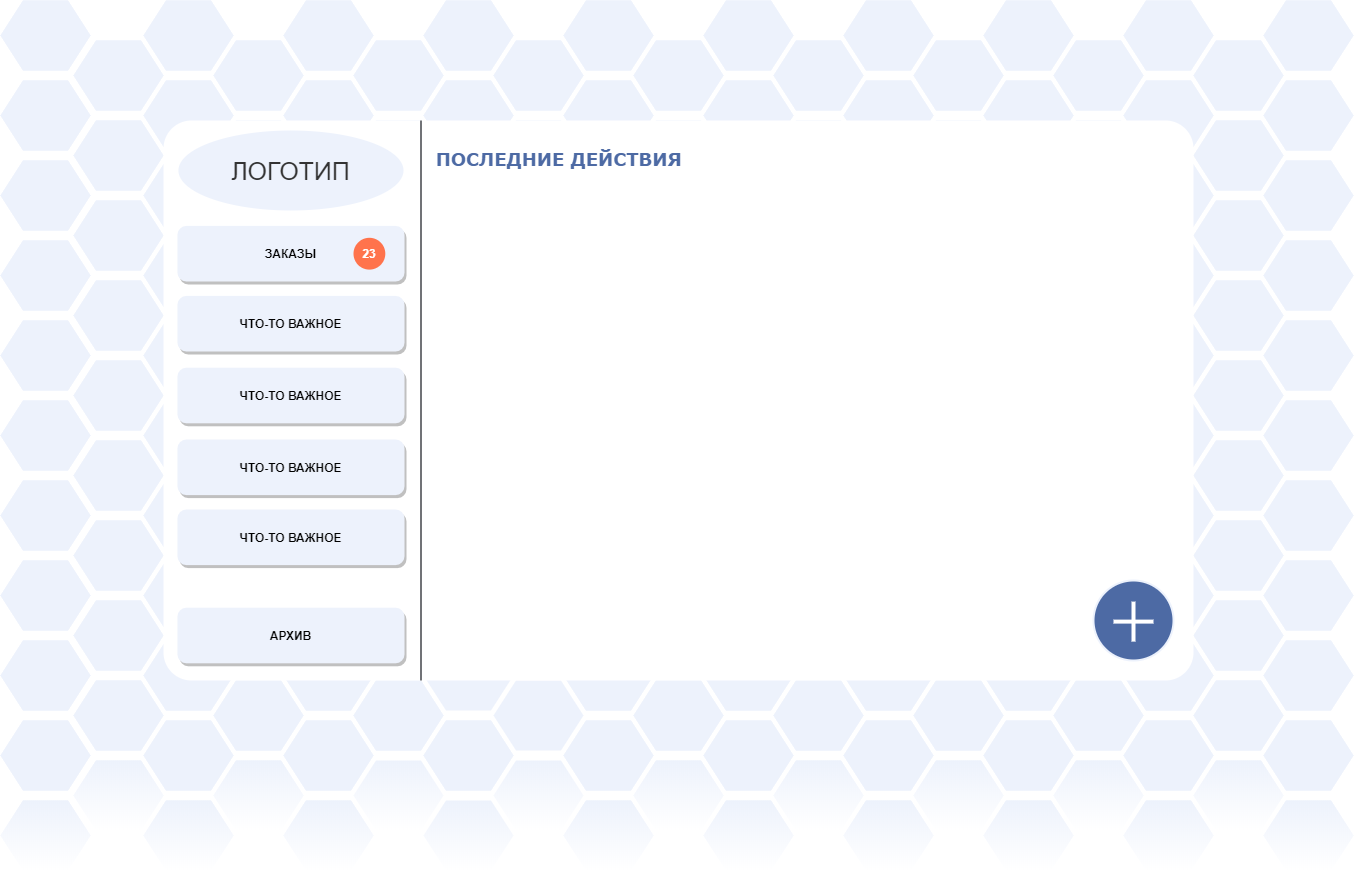 ЛОГОТИП
ПОСЛЕДНИЕ ДЕЙСТВИЯ
ЗАКАЗЫ 23
ЧТО-ТО ВАЖНОЕ
ЧТО-ТО ВАЖНОЕ
ЧТО-ТО ВАЖНОЕ
ЧТО-ТО ВАЖНОЕ
АРХИВ